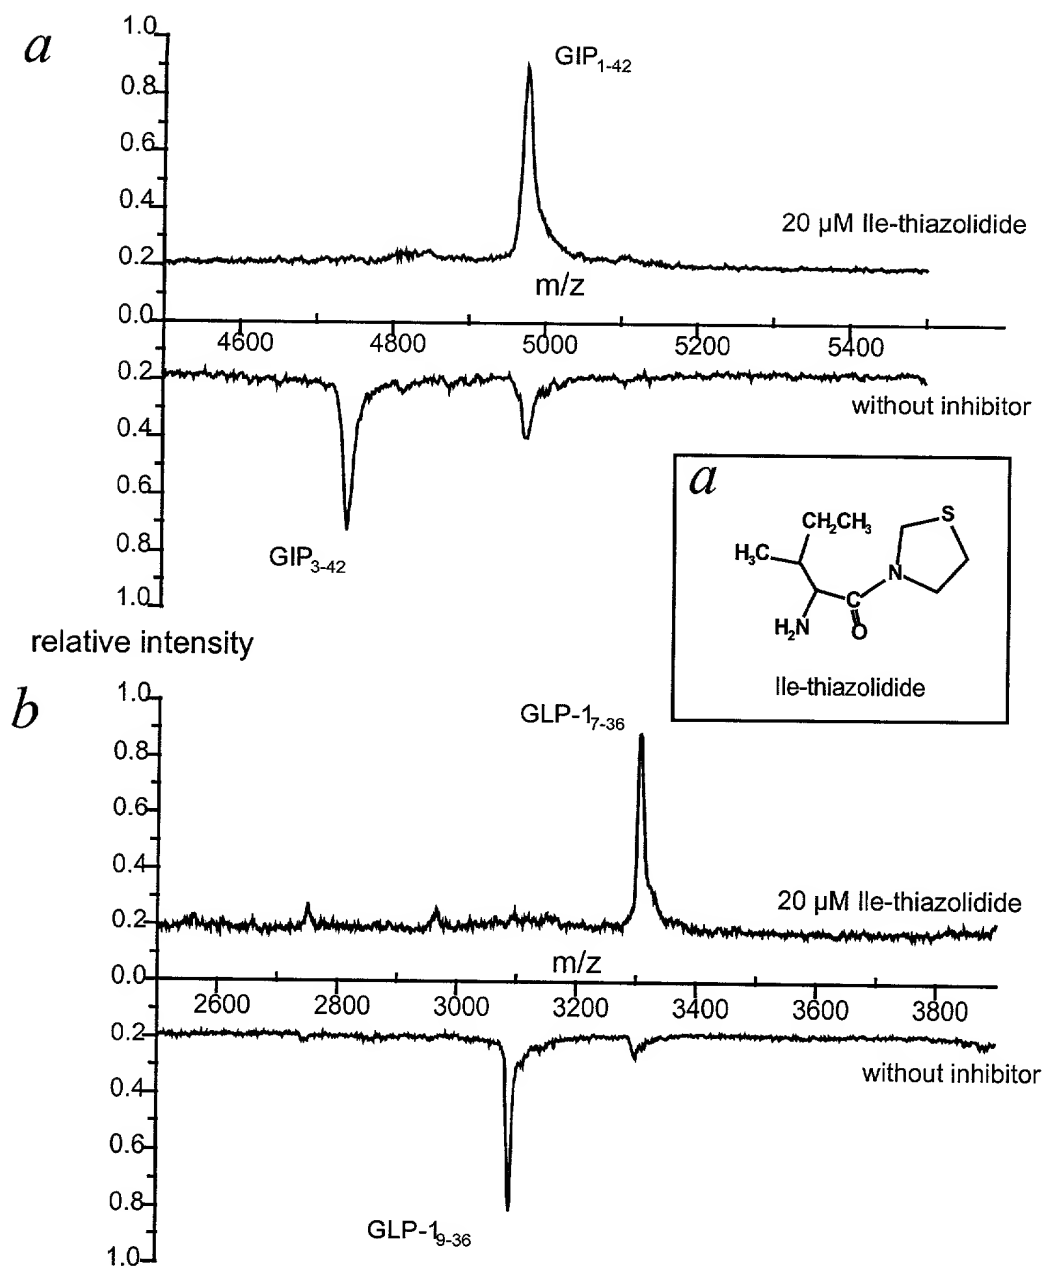 a
1.0
GIP1-42
0.8
0.6
0.4
20 µM Ile-thiazolidide
0.2
m/z
0.0
4600 4800 5000 5200 5400
0.2
without inhibitor
0.4
0.6
0.8
GIP3-42
1.0
a
CH2CH3
H3C
S
N
C
H2N
O
Ile-thiazolidide
relative intensity
b
1.0
GLP-17-36
0.8
0.6
0.4
20 µM Ile-thiazolidide
0.2
m/z
0.0
2600 2800 3000 3200 3400 3600 3800
0.2
without inhibitor
0.4
0.6
0.8
GLP-19-36
1.0